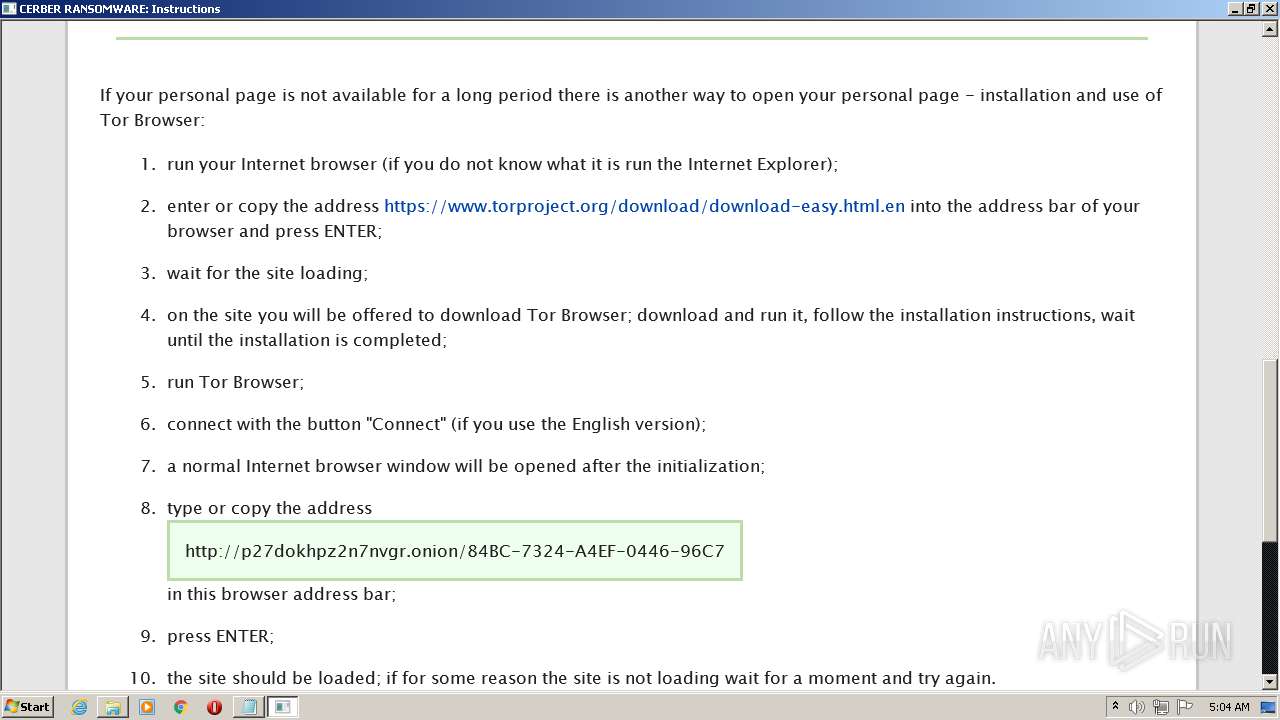 CERBER RANSOMWARE: Instructions
If your personal page is not available for a long period there is another way to open your personal page - installation and use of
Tor Browser:
1. run your Internet browser (if you do not know what it is run the Internet Explorer);
2. enter or copy the address https://www.torproject.org/download/download-easy.html.en into the address bar of your
browser and press ENTER;
3. wait for the site loading;
4. on the site you will be offered to download Tor Browser; download and run it, follow the installation instructions, wait
until the installation is completed;
5. run Tor Browser;
6. connect with the button "Connect" (if you use the English version);
7. a normal Internet browser window will be opened after the initialization;
8. type or copy the address
http://p27dokhpz2n7nvgr.onion/84BC-7324-A4EF-0446-96C7
in this browser address bar;
9. press ENTER;
10. the site should be loaded; if for some reason the site is not loading wait for a moment and try again.
ANY RUN
Start
5:04 AM